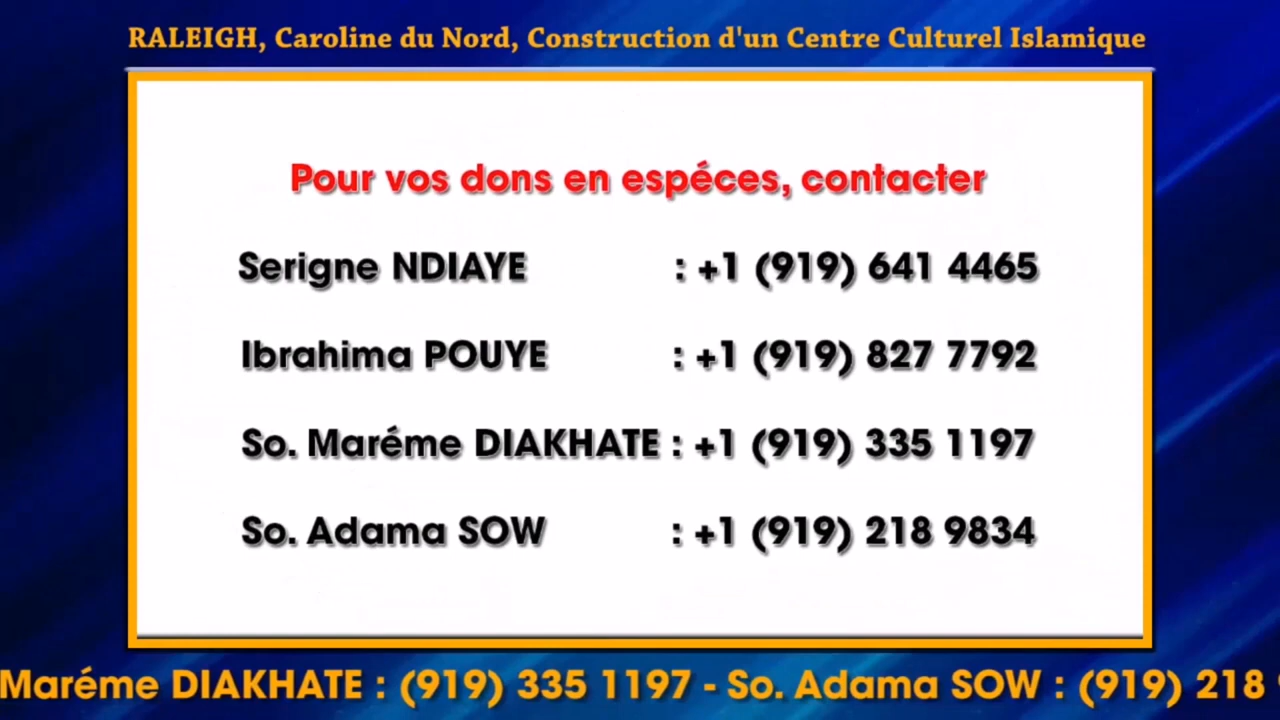 RALEIGH, Caroline du Nord, Construction d'un Centre Culturel Islamique
Pour vos dons en espéces, contacter
Serigne NDIAYE : +1 (919) 641 4465
Ibrahima POUYE : +1 (919) 827 7792
So. Maréme DIAKHATE : +1 (919) 335 1197
So. Adama SOW : +1 (919) 218 9834
Maréme DIAKHATE : (919) 335 1197 - So. Adama SOW : (919) 218